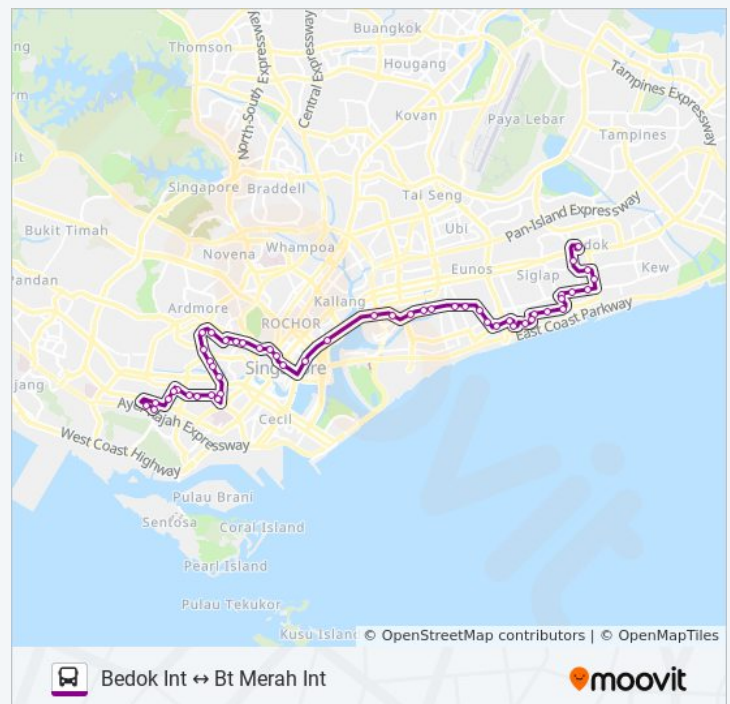 Buangkok
Thomson
Hougang
North-South Expressway
Central Expressway
Tampines Expressway
Kovan
Paya Lebar
Tampines
it
Singapore
Braddell
Tai Seng
Pan-Island Expressway
Bukit Timah
Ubi
Whampoa
Novena
Eunos
Siglap
Kew
Pandan
Ardmore
Kallang
ROCHOR
East Coast Parkway
Cecil
West Coast Highway
Pulau Brani
Sentosa
Coral Island
Pearl Island
Pulau Tekukor
© OpenStreetMap contributors | © OpenMapTiles
Bedok Int ↔ Bt Merah Int
moovit